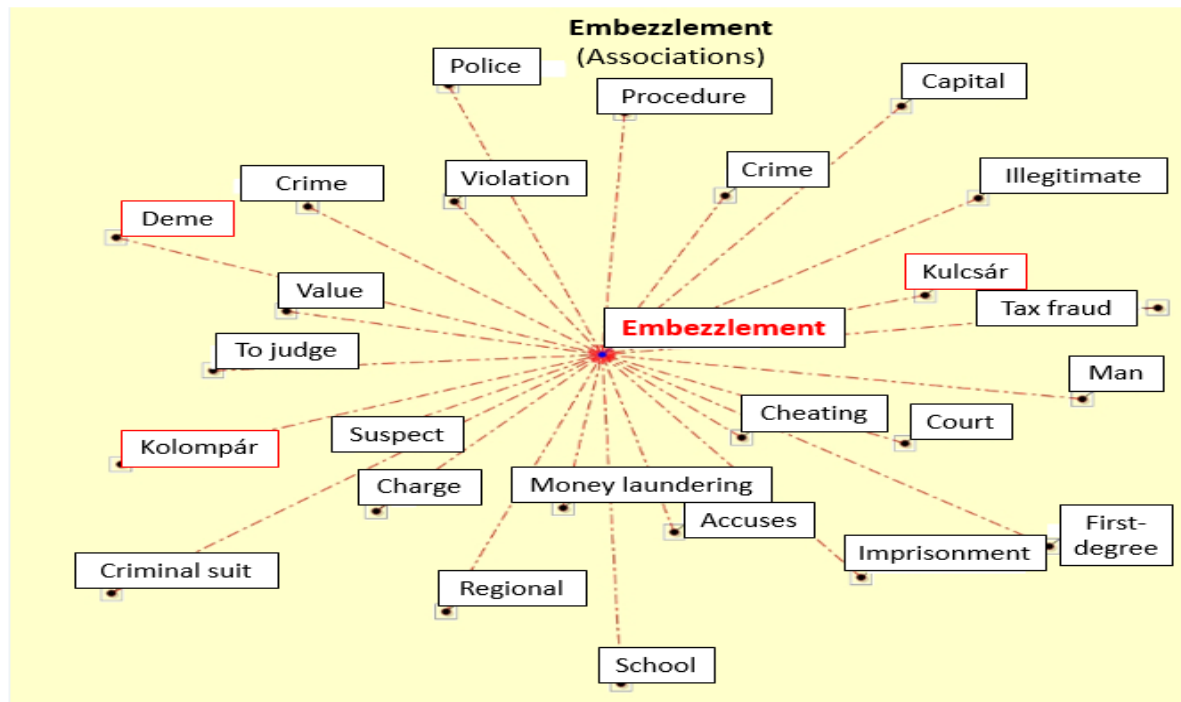 Embezzlement
(Associations)
Police
Procedure
Capital
Crime
Violation
Crime
Illegitimate
Deme
Value
Kulcsár
Embezzlement
Tax fraud
To judge
Man
Kolompár
Suspect
Cheating
Court
Charge
Money laundering
Accuses
Imprisonment
First-
degree
Criminal suit
Regional
School